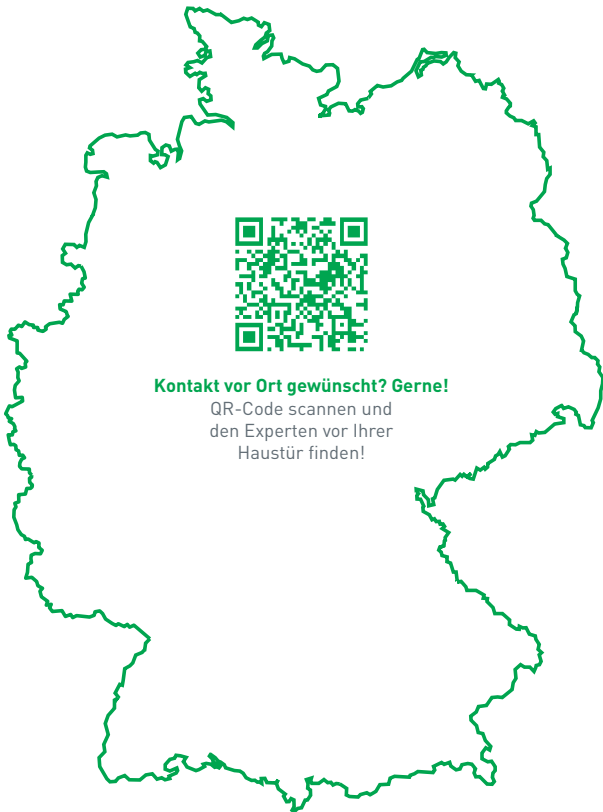 Kontakt vor Ort gewünscht? Gerne!
QR-Code scannen und
den Experten vor Ihrer
Haustür finden!